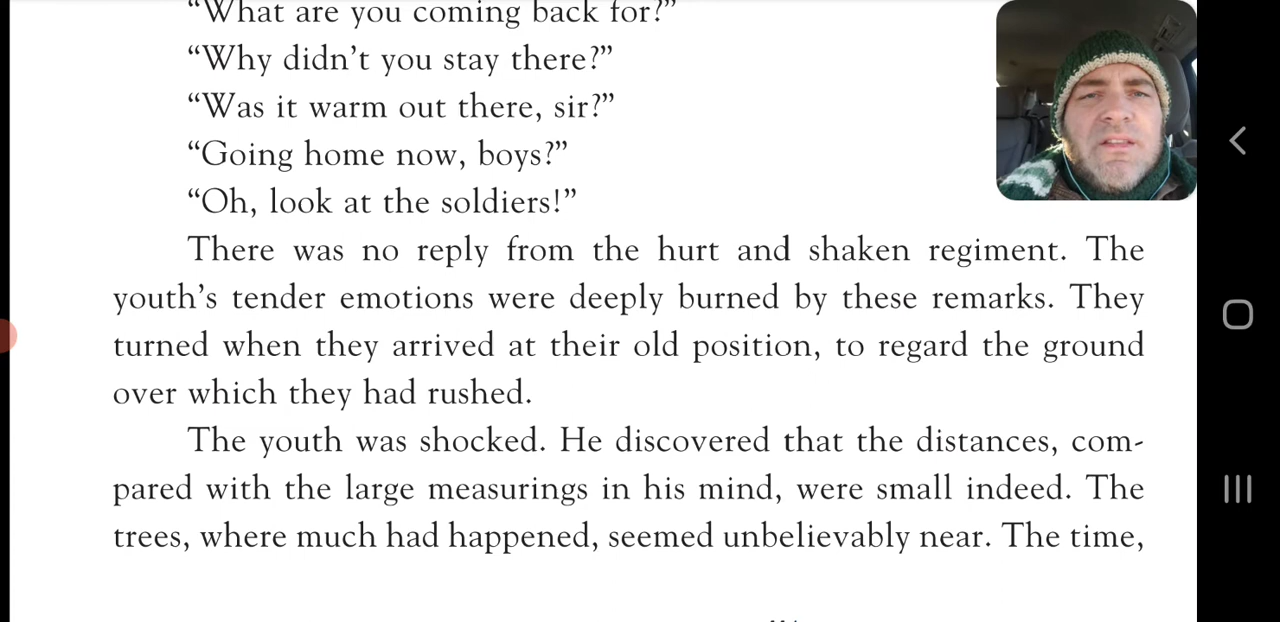 “What are you coming back for?”
“Why didn’t you stay there?”
“Was it warm out there, sir?”
“Going home now, boys?”
“Oh, look at the soldiers!”
There was no reply from the hurt and shaken regiment. The
youth’s tender emotions were deeply burned by these remarks. They
turned when they arrived at their old position, to regard the ground
over which they had rushed.
The youth was shocked. He discovered that the distances, com-
pared with the large measurings in his mind, were small indeed. The
trees, where much had happened, seemed unbelievably near. The time,